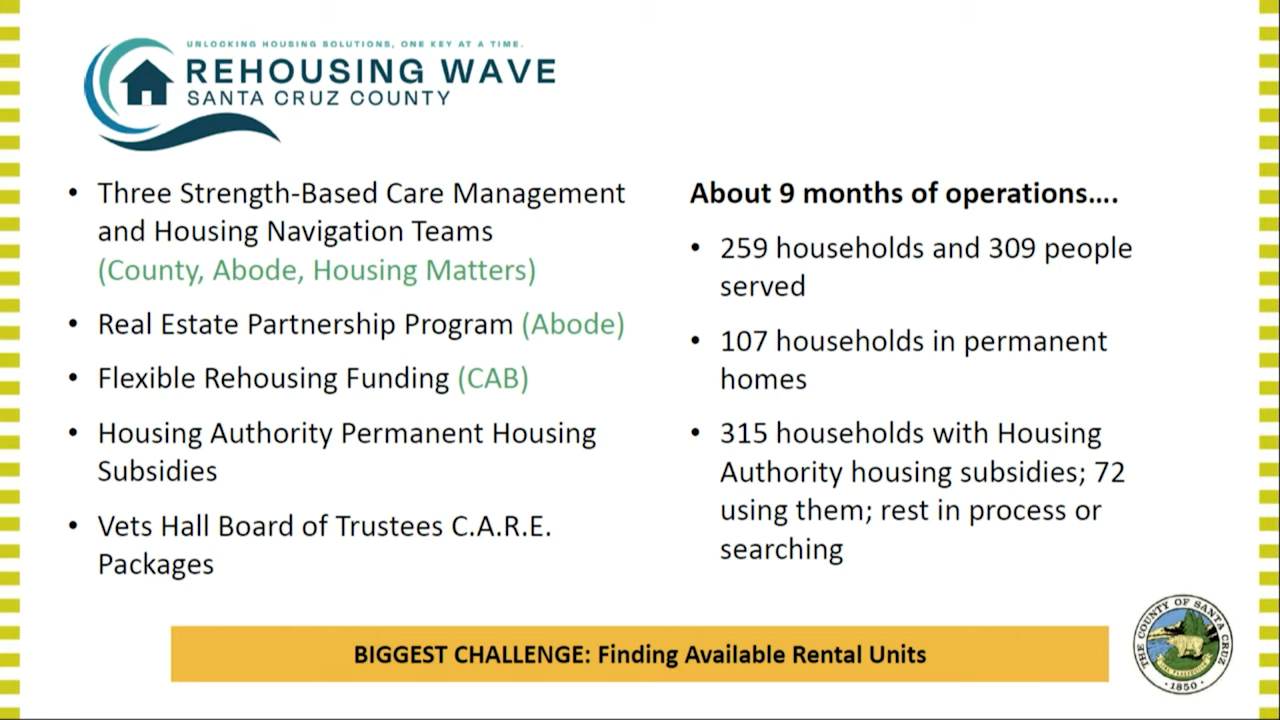 UNLOCKING HOUSING SOLUTIONS, ONE KEY AT A TIME.
REHOUSING WAVE
SANTA CRUZ COUNTY
• Three Strength-Based Care Management
and Housing Navigation Teams
(County, Abode, Housing Matters)
• Real Estate Partnership Program (Abode)
• Flexible Rehousing Funding (CAB)
• Housing Authority Permanent Housing
Subsidies
• Vets Hall Board of Trustees C.A.R.E.
Packages
About 9 months of operations....
• 259 households and 309 people
served
• 107 households in permanent
homes
• 315 households with Housing
Authority housing subsidies; 72
using them; rest in process or
searching
BIGGEST CHALLENGE: Finding Available Rental Units
THE COUNTY OF SANTA CRUZ
·1850·